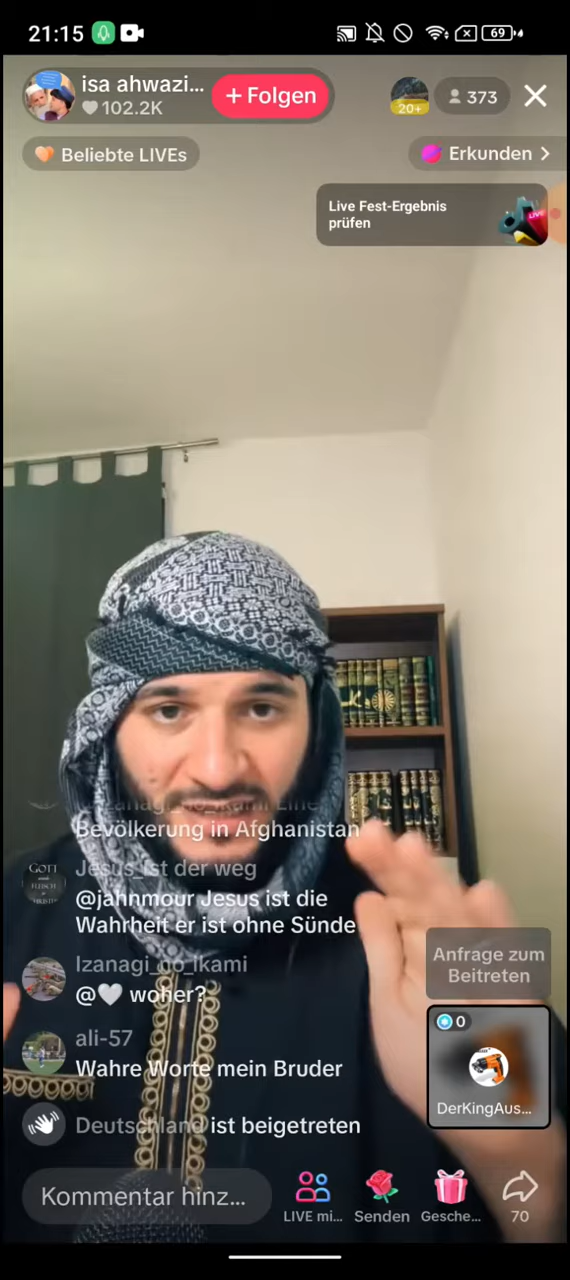 21:15
69
isa ahwazi...
102.2K
+ Folgen
20+
373
Beliebte LIVEs
Erkunden >
Live Fest-Ergebnis
prüfen
LIVE
Bevölkerung in Afghanistan
Jesus_ist der weg
@jahnmour Jesus ist die
Wahrheit er ist ohne Sünde
Izanagi_no_Ikami
@🤍 woher?
ali-57
Wahre Worte mein Bruder
Deutschland ist beigetreten
Anfrage zum
Beitreten
0
DerKingAus...
Kommentar hinz...
LIVE mi...
Senden
Gesche...
70